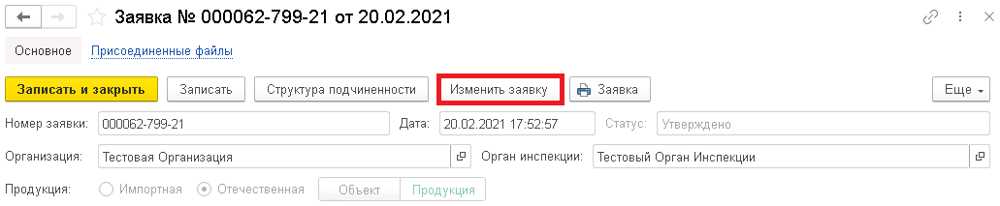 Заявка № 000062-799-21 от 20.02.2021
Основное Присоединенные файлы
Записать и закрыть Записать Структура подчиненности Изменить заявку Заявка Еще
Номер заявки: 000062-799-21 Дата: 20.02.2021 17:52:57 Статус: Утверждено
Организация: Тестовая Организация Орган инспекции: Тестовый Орган Инспекции
Продукция: Импортная Отечественная Объект Продукция